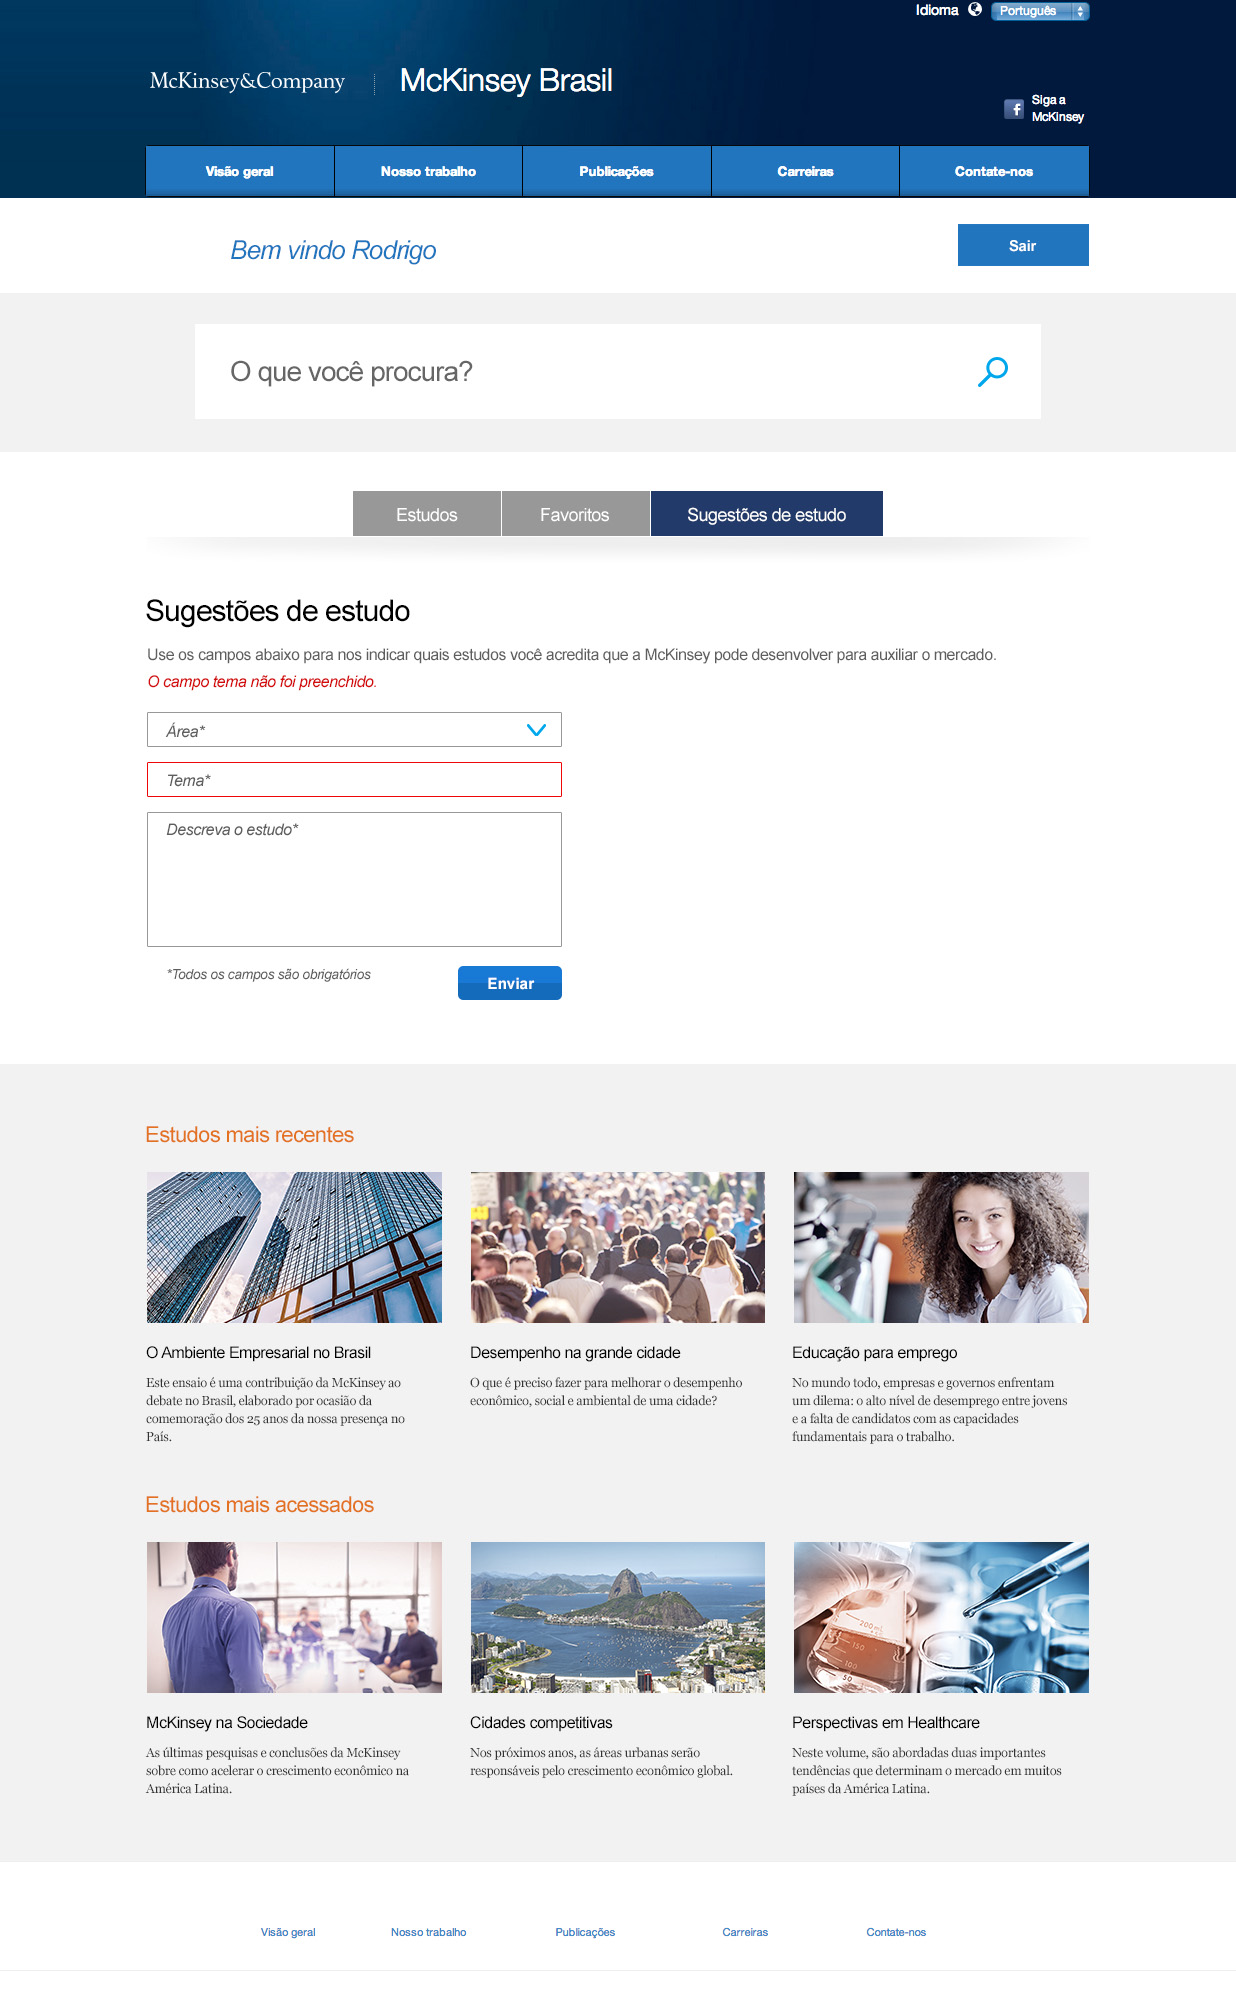 Idioma Português
McKinsey&Company McKinsey Brasil
Siga a
McKinsey
Visão geral Nosso trabalho Publicações Carreiras Contate-nos
Bem vindo Rodrigo Sair
O que você procura?
Estudos Favoritos Sugestões de estudo
Sugestões de estudo
Use os campos abaixo para nos indicar quais estudos você acredita que a McKinsey pode desenvolver para auxiliar o mercado.
O campo tema não foi preenchido.
Área*
Tema*
Descreva o estudo*
*Todos os campos são obrigatórios Enviar
Estudos mais recentes
O Ambiente Empresarial no Brasil
Este ensaio é uma contribuição da McKinsey ao
debate no Brasil, elaborado por ocasião da
comemoração dos 25 anos da nossa presença no
País.
Desempenho na grande cidade
O que é preciso fazer para melhorar o desempenho
econômico, social e ambiental de uma cidade?
Educação para emprego
No mundo todo, empresas e governos enfrentam
um dilema: o alto nível de desemprego entre jovens
e a falta de candidatos com as capacidades
fundamentais para o trabalho.
Estudos mais acessados
200
150
100
50
McKinsey na Sociedade
As últimas pesquisas e conclusões da McKinsey
sobre como acelerar o crescimento econômico na
América Latina.
Cidades competitivas
Nos próximos anos, as áreas urbanas serão
responsáveis pelo crescimento econômico global.
Perspectivas em Healthcare
Neste volume, são abordadas duas importantes
tendências que determinam o mercado em muitos
países da América Latina.
Visão geral Nosso trabalho Publicações Carreiras Contate-nos